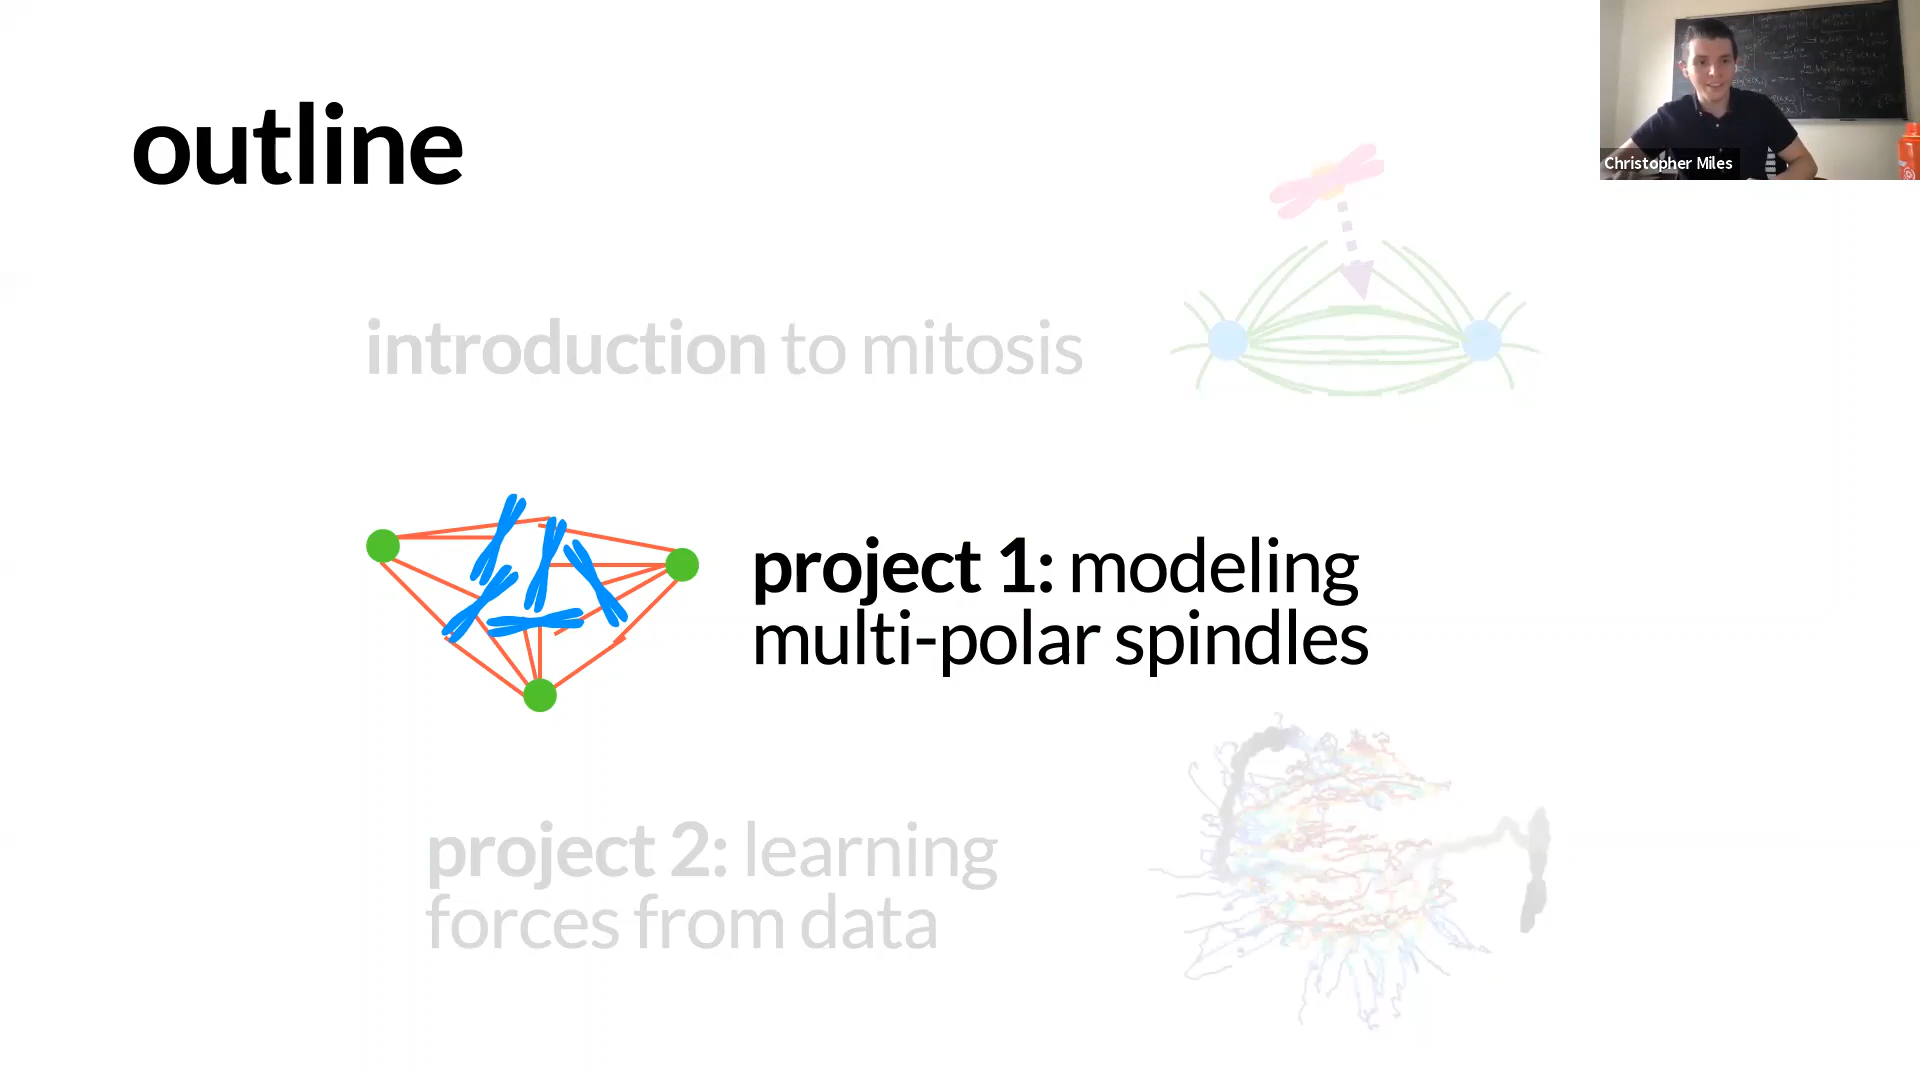 outline
Christopher Miles
introduction to mitosis
project 1: modeling
multi-polar spindles
project 2: learning
forces from data